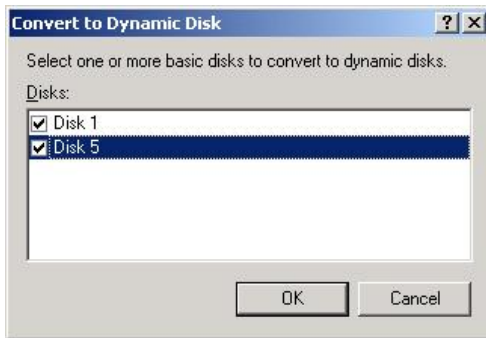 Convert to Dynamic Disk
Select one or more basic disks to convert to dynamic disks.
Disks:
Disk 1
Disk 5
OK Cancel